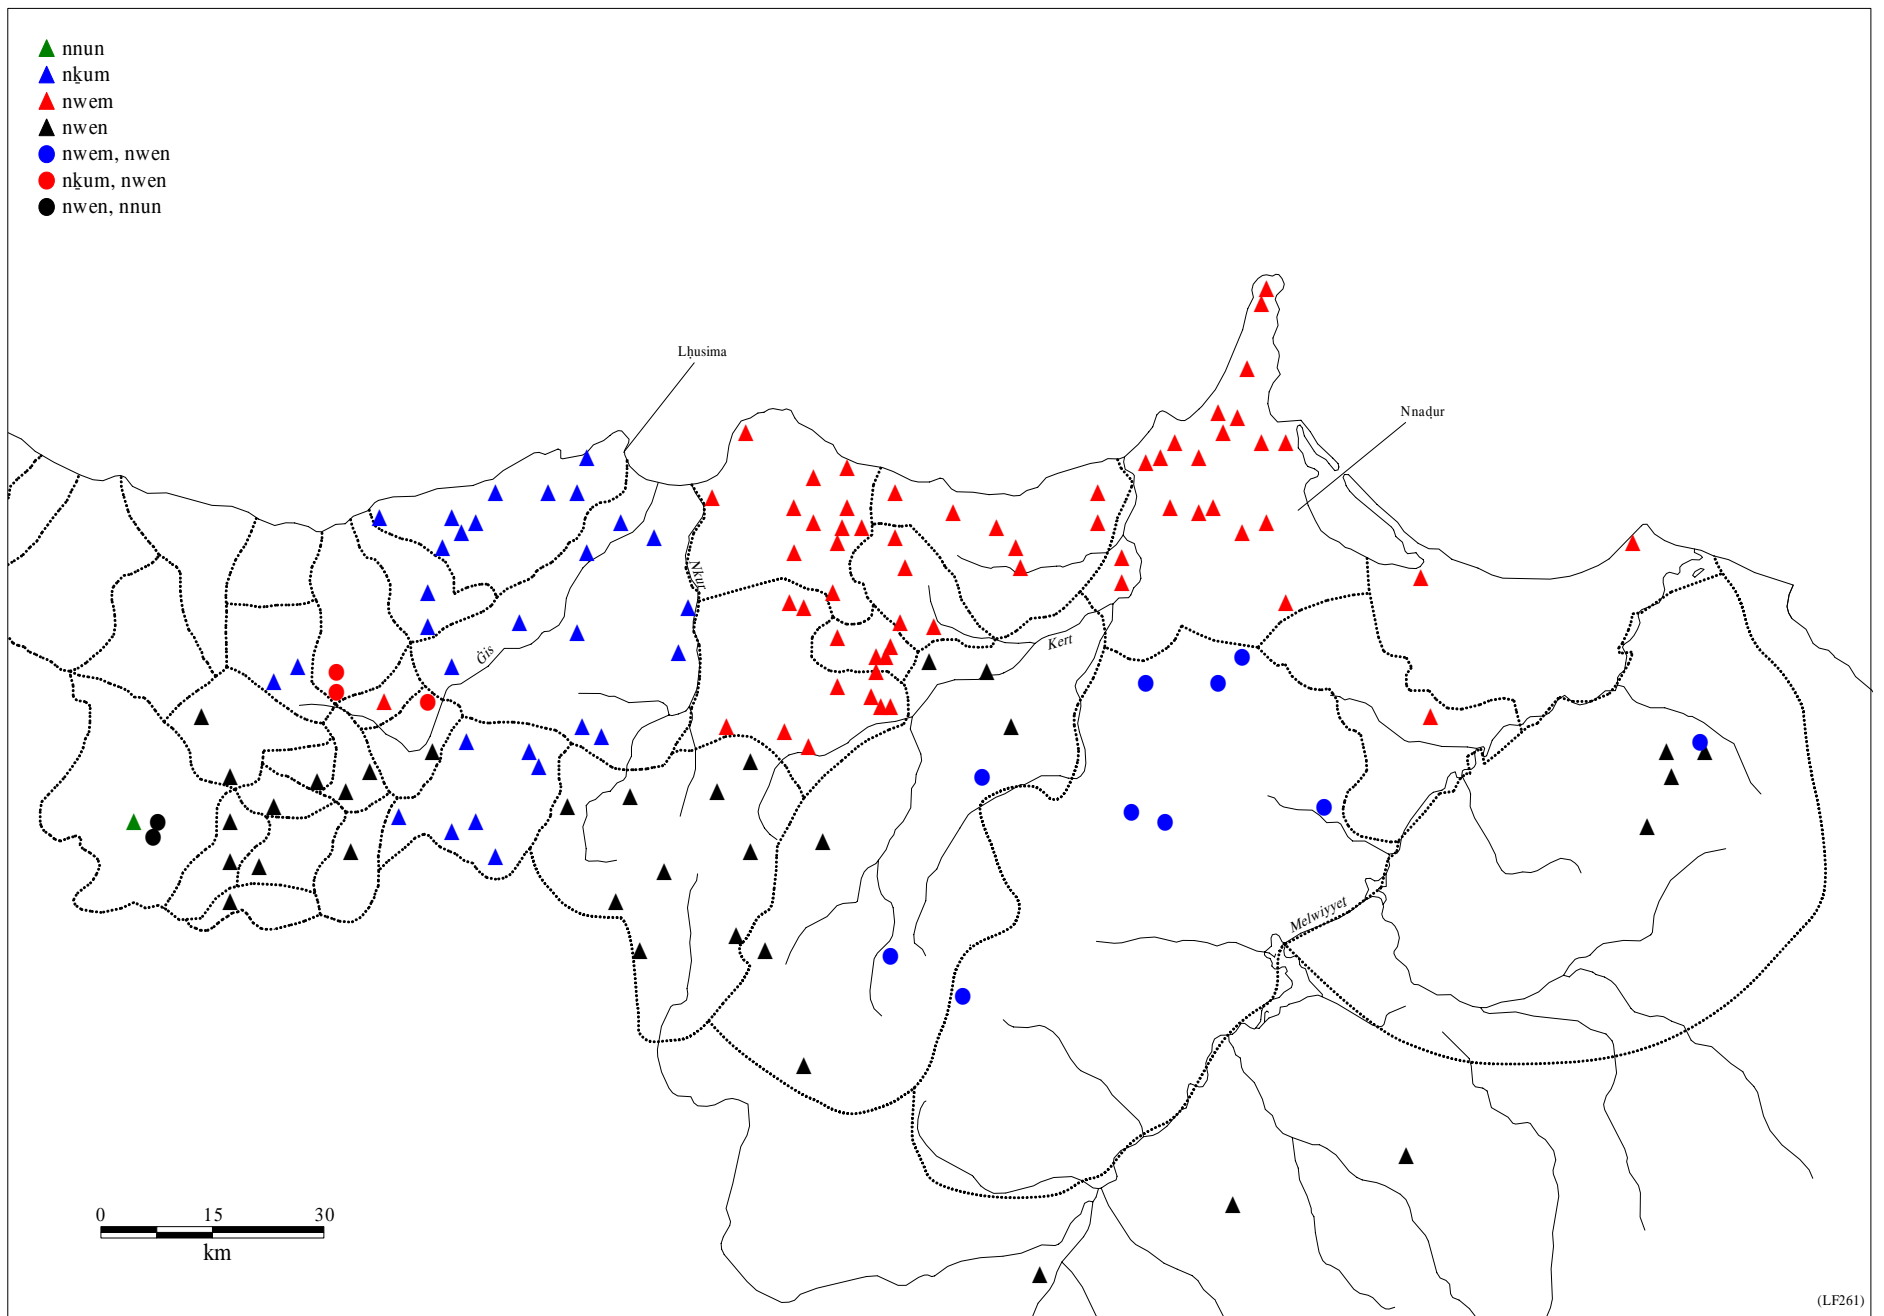 nnun
nḵum
nwem
nwen
nwem, nwen
nḵum, nwen
nwen, nnun
Lḥusima
Nnaḍur
Nkur
Ġis
Kert
Melwiyyet
0 15 30
km
(LF261)